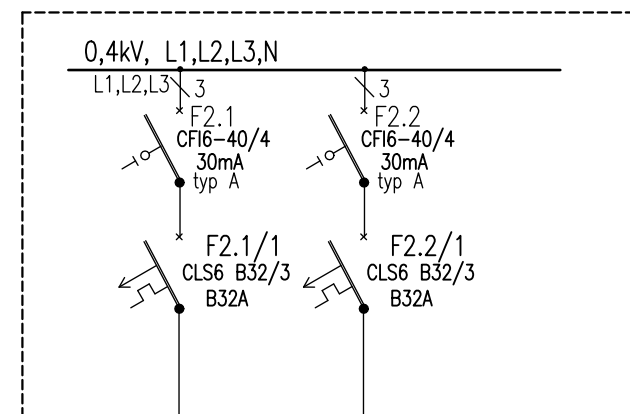 0,4kV, L1,L2,L3,N
L1,L2,L3 3
3
F2.1
CFI6-40/4
30mA
typ A
F2.2
CFI6-40/4
30mA
typ A
F2.1/1
CLS6 B32/3
B32A
F2.2/1
CLS6 B32/3
B32A